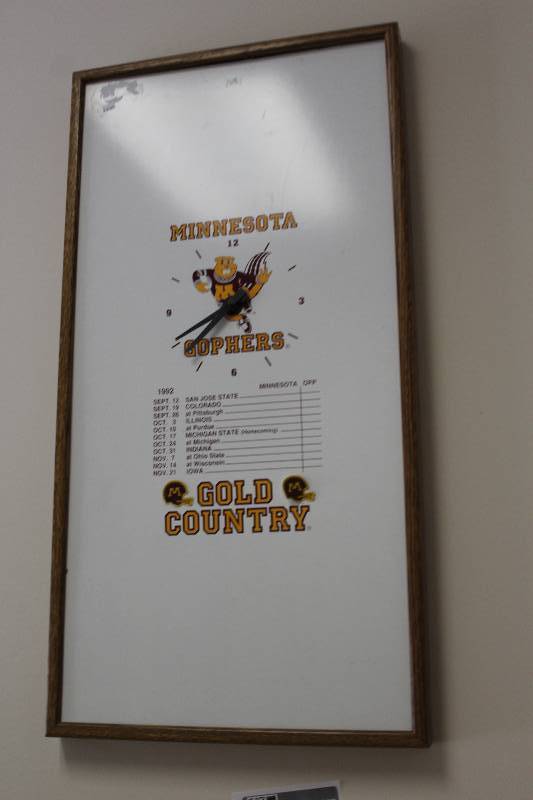 MINNESOTA
12
M
9
3
GOPHERS
6
1992 MINNESOTA OPP
SEPT. 12 SAN JOSE STATE
SEPT. 19 COLORADO
SEPT. 26 at Pittsburgh
OCT. 3 ILLINOIS
OCT. 10 at Purdue
OCT. 17 MICHIGAN STATE (Homecoming)
OCT. 24 at Michigan
OCT. 31 INDIANA
NOV. 7 at Ohio State
NOV. 14 at Wisconsin
NOV. 21 IOWA
M GOLD M
COUNTRY